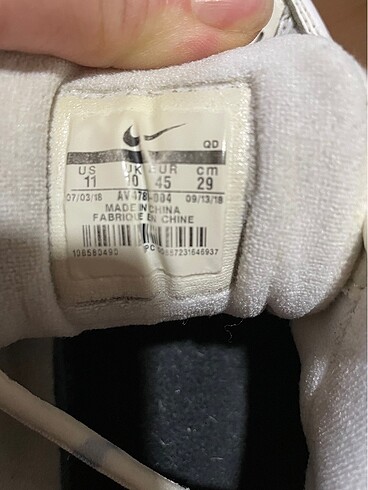 QD
US UK EUR cm
11 10 45 29
07/03/18 09/13/18
MADE IN CHINA
FABRIQUE EN CHINE
106580490